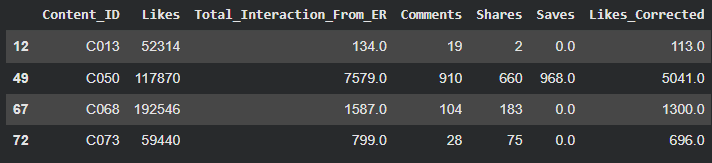 Content_ID Likes Total_Interaction_From_ER Comments Shares Saves Likes_Corrected
12 C013 52314 134.0 19 2 0.0 113.0
49 C050 117870 7579.0 910 660 968.0 5041.0
67 C068 192546 1587.0 104 183 0.0 1300.0
72 C073 59440 799.0 28 75 0.0 696.0